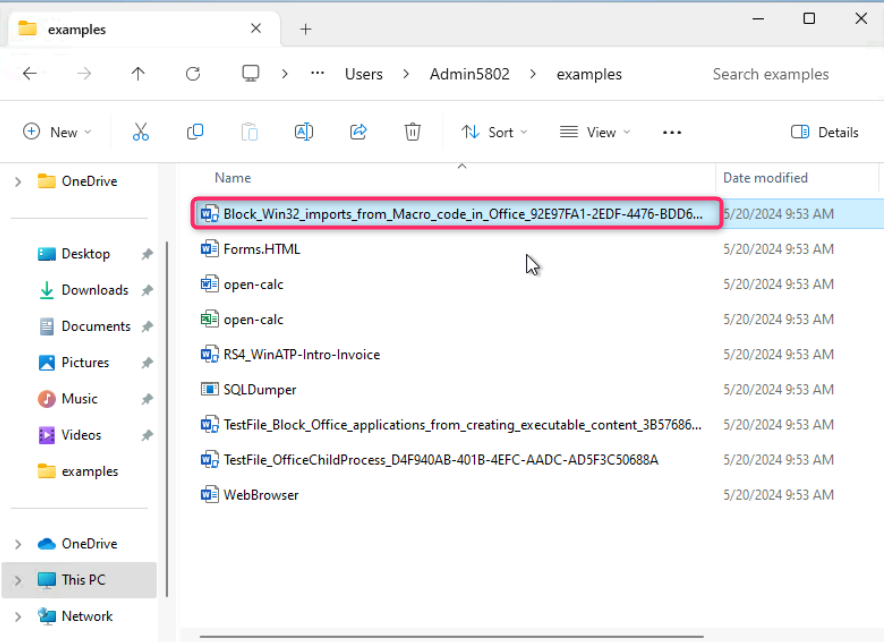 examples
Users > Admin5802 > examples
Search examples
New
Sort
View
Details
Name
Date modified
OneDrive
Block_Win32_imports_from_Macro_code_in_Office_92E97FA1-2EDF-4476-BDD6...
5/20/2024 9:53 AM
Forms.HTML
5/20/2024 9:53 AM
Desktop
open-calc
5/20/2024 9:53 AM
Downloads
open-calc
5/20/2024 9:53 AM
Documents
RS4_WinATP-Intro-Invoice
5/20/2024 9:53 AM
Pictures
SQLDumper
5/20/2024 9:53 AM
Music
TestFile_Block_Office_applications_from_creating_executable_content_3B57686...
5/20/2024 9:53 AM
Videos
TestFile_OfficeChildProcess_D4F940AB-401B-4EFC-AADC-AD5F3C50688A
5/20/2024 9:53 AM
examples
WebBrowser
5/20/2024 9:53 AM
OneDrive
This PC
Network